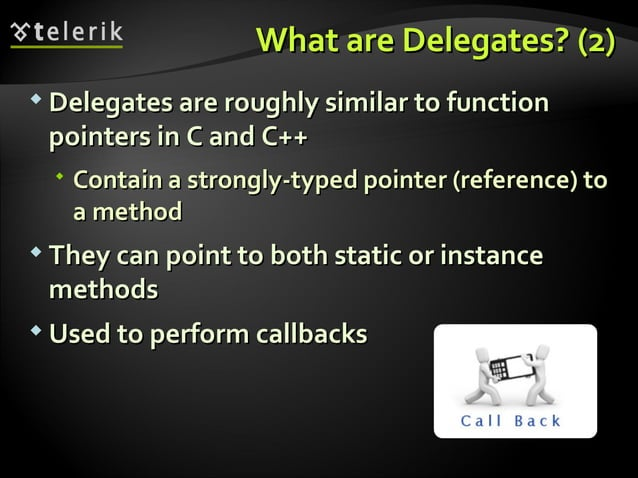 telerik
What are Delegates? (2)
Delegates are roughly similar to function
pointers in C and C++
Contain a strongly-typed pointer (reference) to
a method
They can point to both static or instance
methods
Used to perform callbacks
Call Back